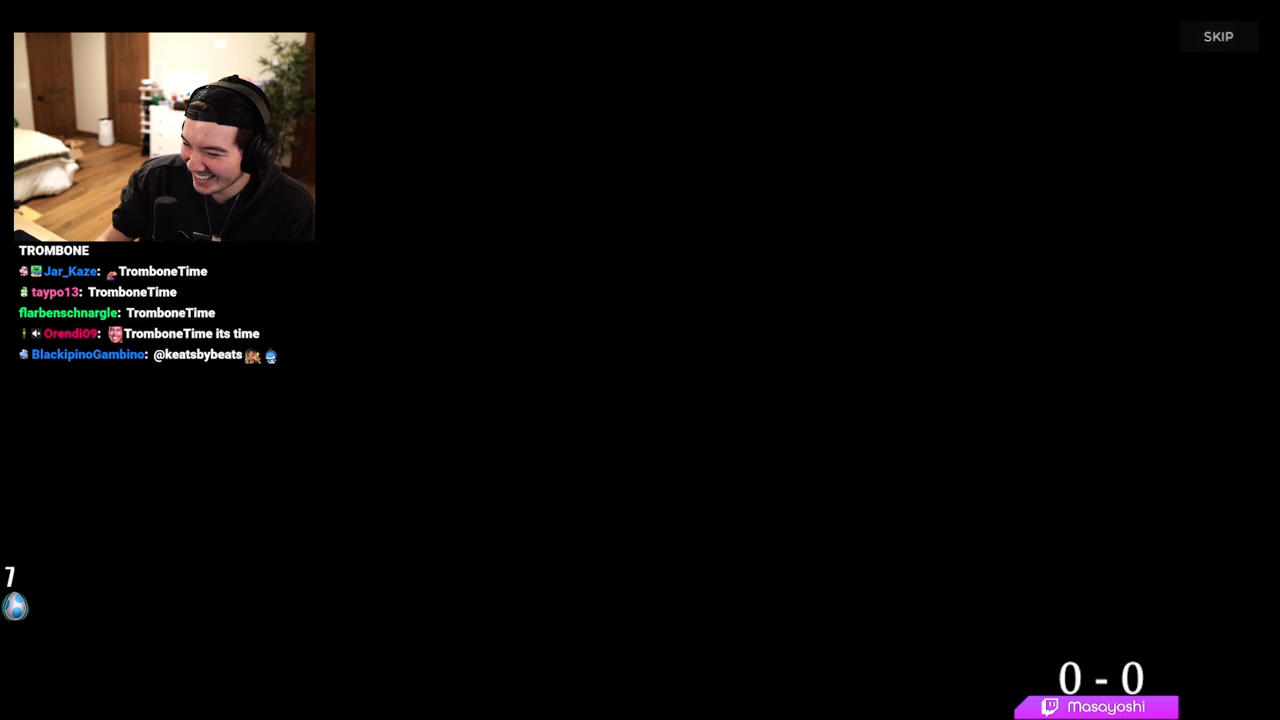 SKIP
TROMBONE
Jar_Kaze: TromboneTime
taypo13: TromboneTime
flarbenschnargle: TromboneTime
Orendi09: TromboneTime its time
BlackipinoGambino: @keatsbybeats
7
0 - 0
Masayoshi